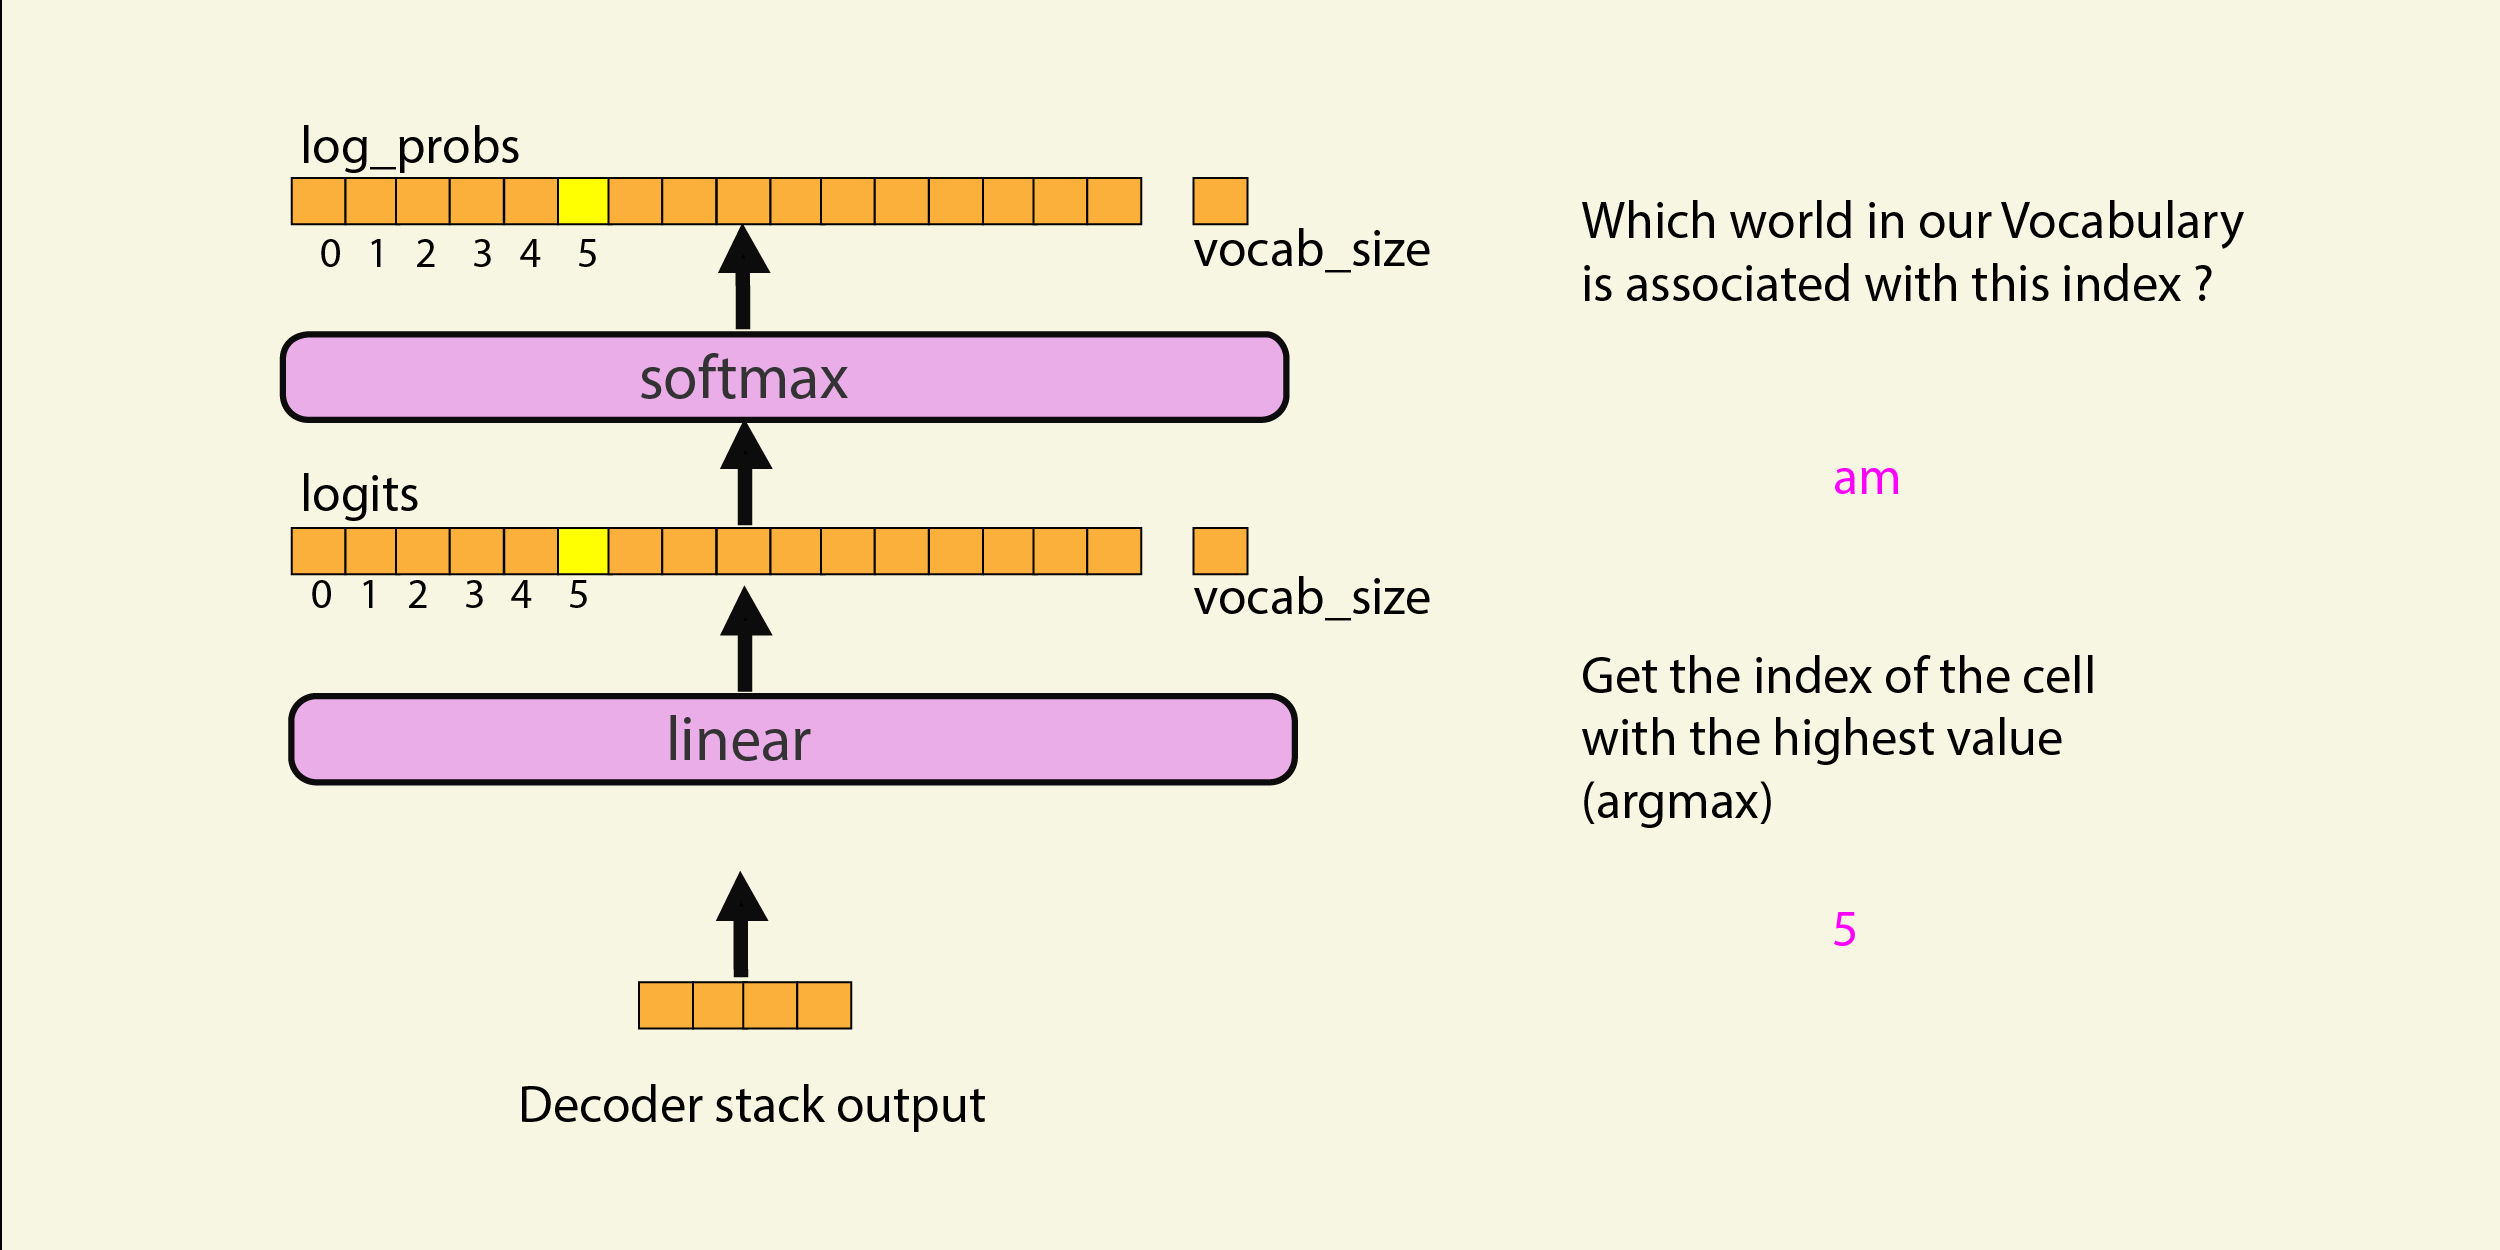 log_probs
0 1 2 3 4 5
vocab_size
softmax
logits
0 1 2 3 4 5
vocab_size
linear
Decoder stack output
Which world in our Vocabulary
is associated with this index ?
am
Get the index of the cell
with the highest value
(argmax)
5